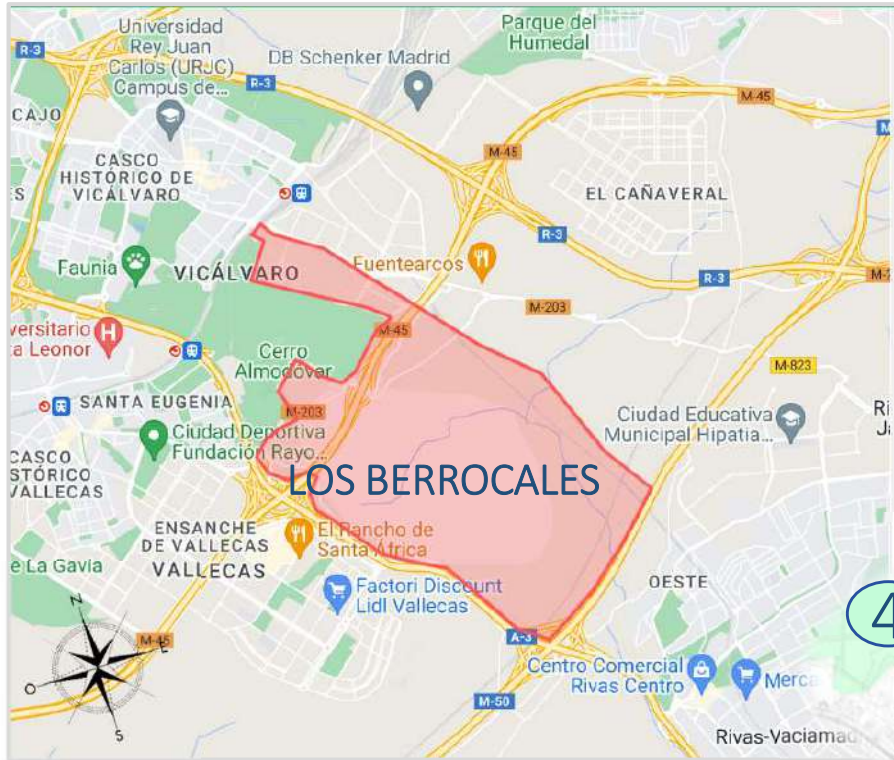 Universidad
Rey Juan
Carlos (URJC)
Campus de...
DB Schenker Madrid
Parque del
Humedal
R-3
R-3
M-45
CAJO
CASCO
HISTÓRICO DE
VICÁLVARO
M-45
EL CAÑAVERAL
R-3
Faunia
VICÁLVARO
Fuentearcos
R-3
M-203
versitario
a Leonor
H
M-45
Cerro
Almodóvar
M-823
SANTA EUGENIA
M-203
Ciudad Deportiva
Fundación Rayo...
Ciudad Educativa
Municipal Hipatia...
Ri
CASCO
STÓRICO
VALLECAS
LOS BERROCALES
ENSANCHE
DE VALLECAS
VALLECAS
El Rancho de
Santa África
e La Gavia
Factori Discount
Lidl Vallecas
OESTE
4
N
E
S
O
M-45
A-3
Centro Comercial
Rivas Centro
Merca
M-50
Rivas-Vaciamad